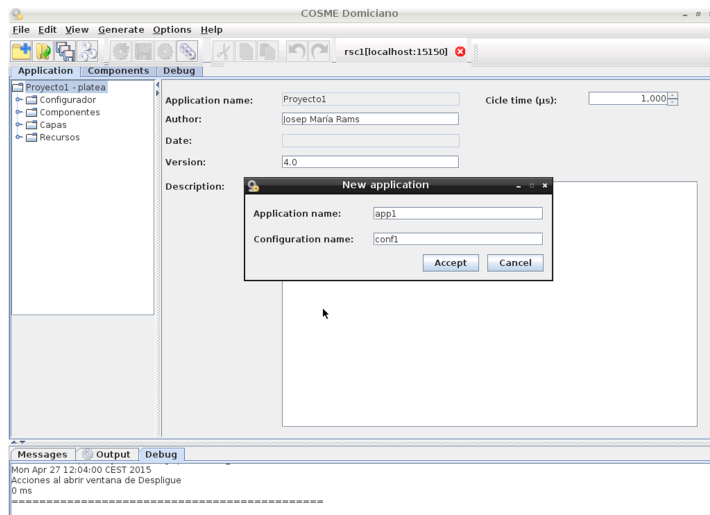 COSME Domiciano
File Edit View Generate Options Help
rsc1[localhost:15150]
Application Components Debug
Proyecto1 - platea
Configurador
Componentes
Capas
Recursos
Application name: Proyecto1 Cicle time (µs): 1,000
Author: Josep María Rams
Date:
Version: 4.0
Description:
New application
Application name: app1
Configuration name: conf1
Accept Cancel
Messages Output Debug
Mon Apr 27 12:04:00 CEST 2015
Acciones al abrir ventana de Despligue
0 ms
=============================================